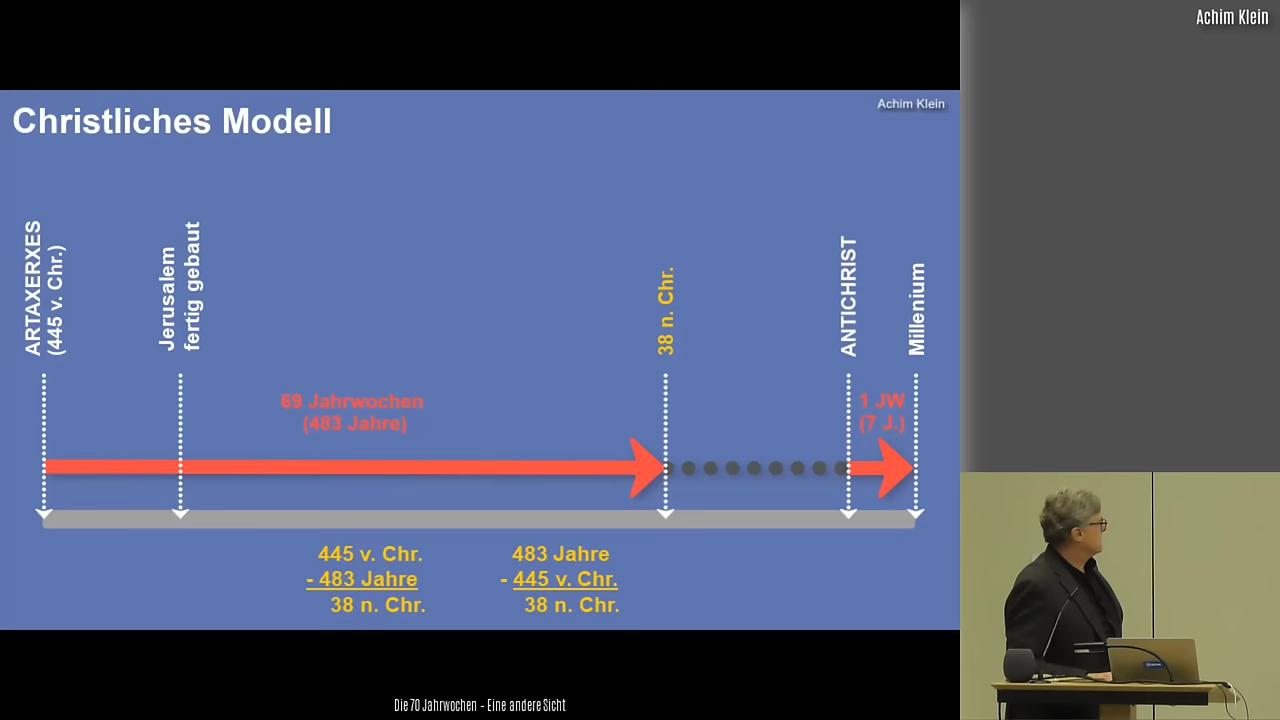 Achim Klein
Achim Klein
Christliches Modell
ARTAXERXES
(445 v. Chr.)
Jerusalem
fertig gebaut
38 n. Chr.
ANTICHRIST
Millenium
69 Jahrwochen
(483 Jahre)
1 JW
(7 J.)
445 v. Chr.
- 483 Jahre
38 n. Chr.
483 Jahre
- 445 v. Chr.
38 n. Chr.
Die 70 Jahrwochen - Eine andere Sicht